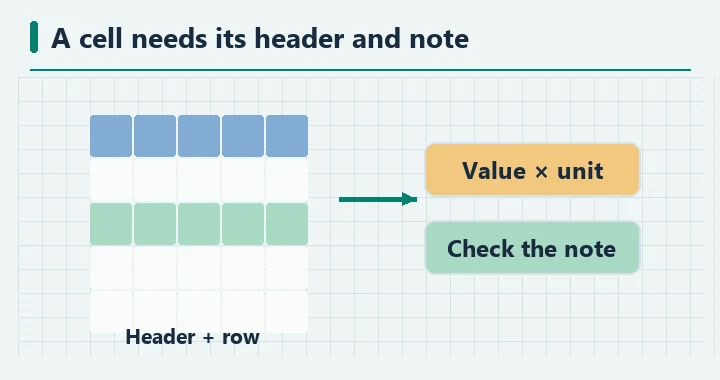 A cell needs its header and note
Value × unit
Check the note
Header + row